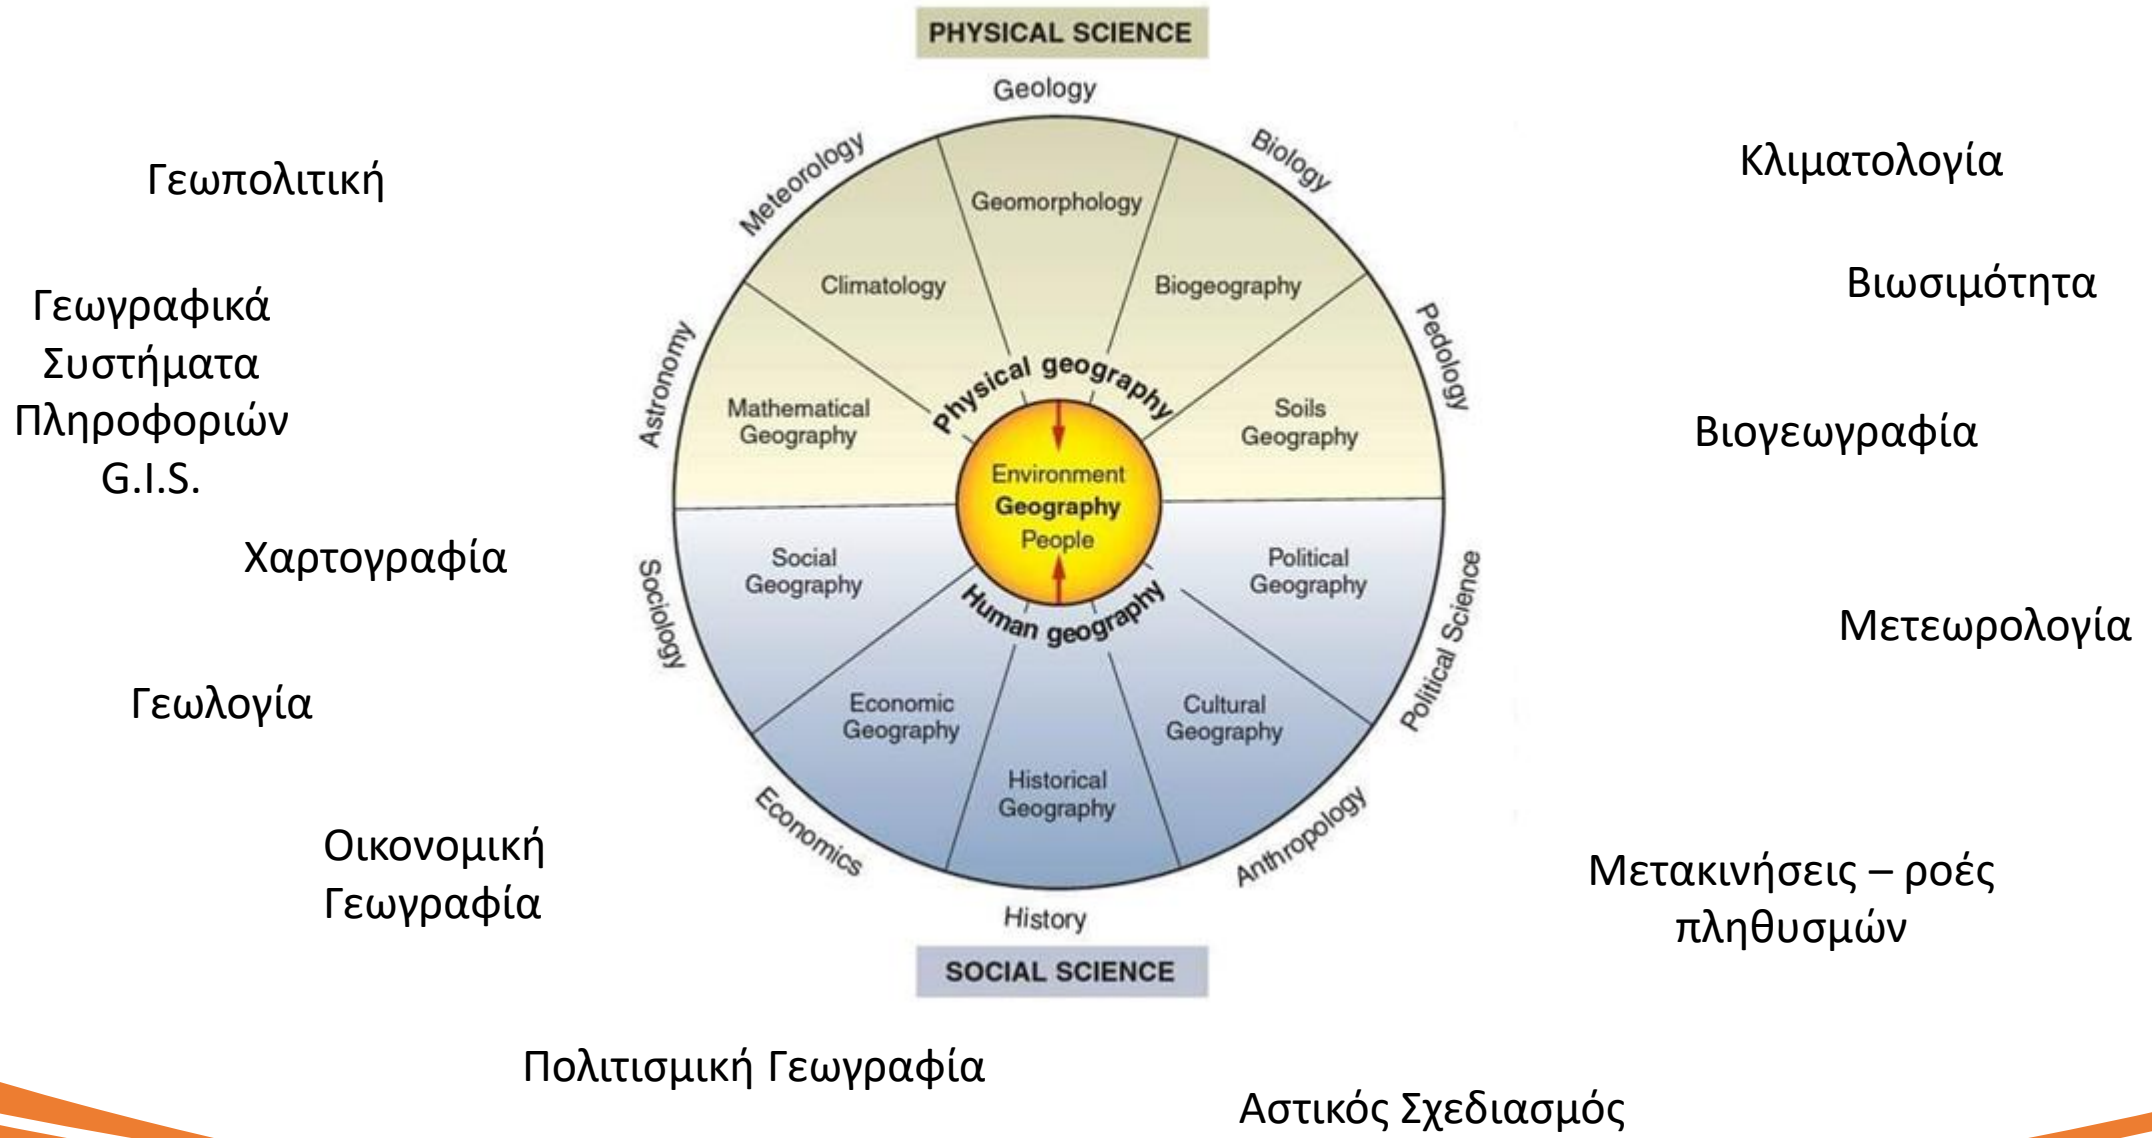 PHYSICAL SCIENCE
Geology
Meteorology
Biology
Astronomy
Pedology
Geomorphology
Climatology
Biogeography
Mathematical
Geography
Soils
Geography
Physical geography
Environment
Geography
People
Human geography
Social
Geography
Political
Geography
Economic
Geography
Cultural
Geography
Historical
Geography
Sociology
Political Science
Economics
Anthropology
History
SOCIAL SCIENCE
Γεωπολιτική
Γεωγραφικά
Συστήματα
Πληροφοριών
G.I.S.
Χαρτογραφία
Γεωλογία
Οικονομική
Γεωγραφία
Πολιτισμική Γεωγραφία
Κλιματολογία
Βιωσιμότητα
Βιογεωγραφία
Μετεωρολογία
Μετακινήσεις – ροές
πληθυσμών
Αστικός Σχεδιασμός